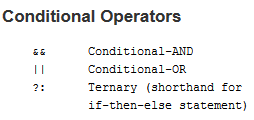 Conditional Operators
&& Conditional-AND
|| Conditional-OR
?: Ternary (shorthand for
if-then-else statement)